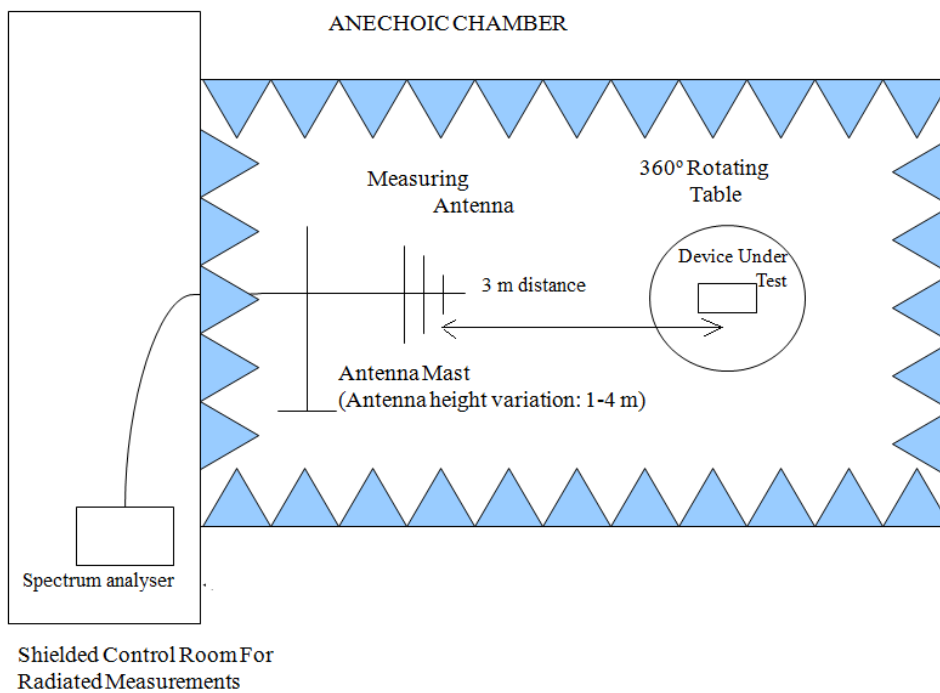 ANECHOIC CHAMBER
Measuring
Antenna
360º Rotating
Table
Device Under
Test
3 m distance
Antenna Mast
(Antenna height variation: 1-4 m)
Spectrum analyser
Shielded Control Room For
Radiated Measurements